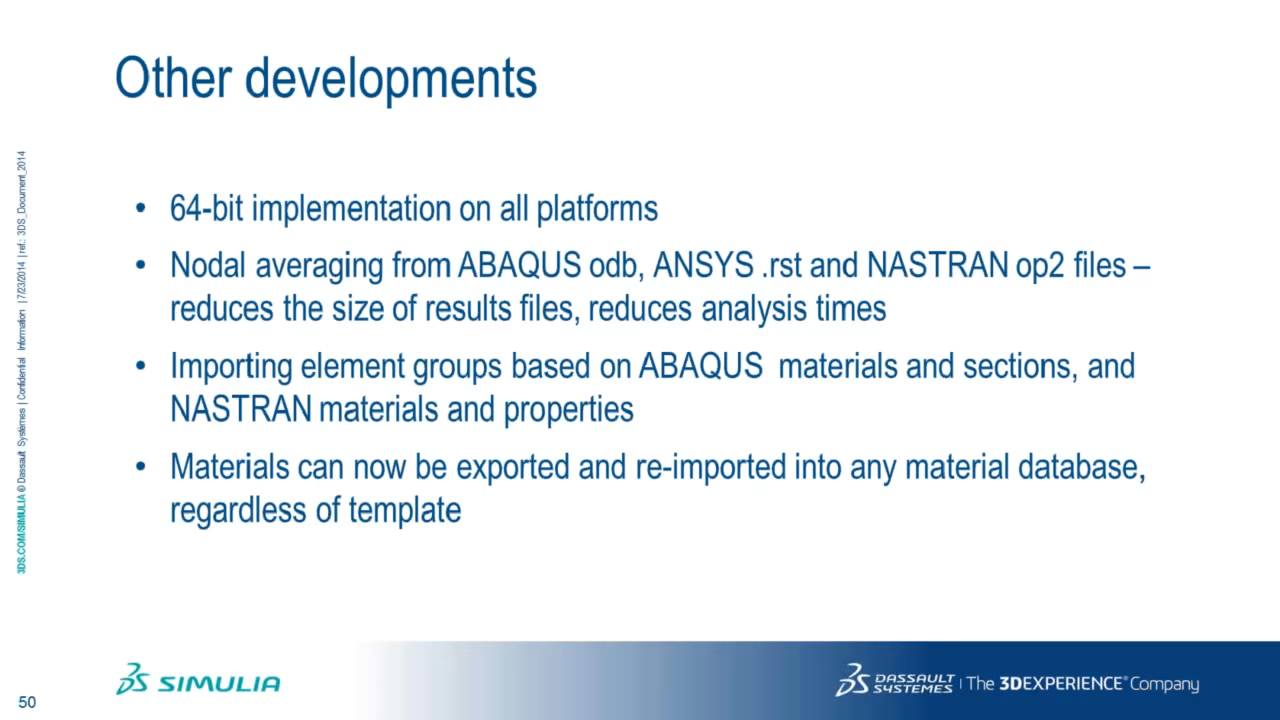 Other developments
• 64-bit implementation on all platforms
• Nodal averaging from ABAQUS odb, ANSYS .rst and NASTRAN op2 files –
reduces the size of results files, reduces analysis times
• Importing element groups based on ABAQUS materials and sections, and
NASTRAN materials and properties
• Materials can now be exported and re-imported into any material database,
regardless of template
3DS.COM/SIMULIA © Dassault Systèmes | Confidential Information | 7/23/2014 | ref.: 3DS_Document_2014
SIMULIA
DASSAULT
SYSTEMES | The 3DEXPERIENCE® Company
50